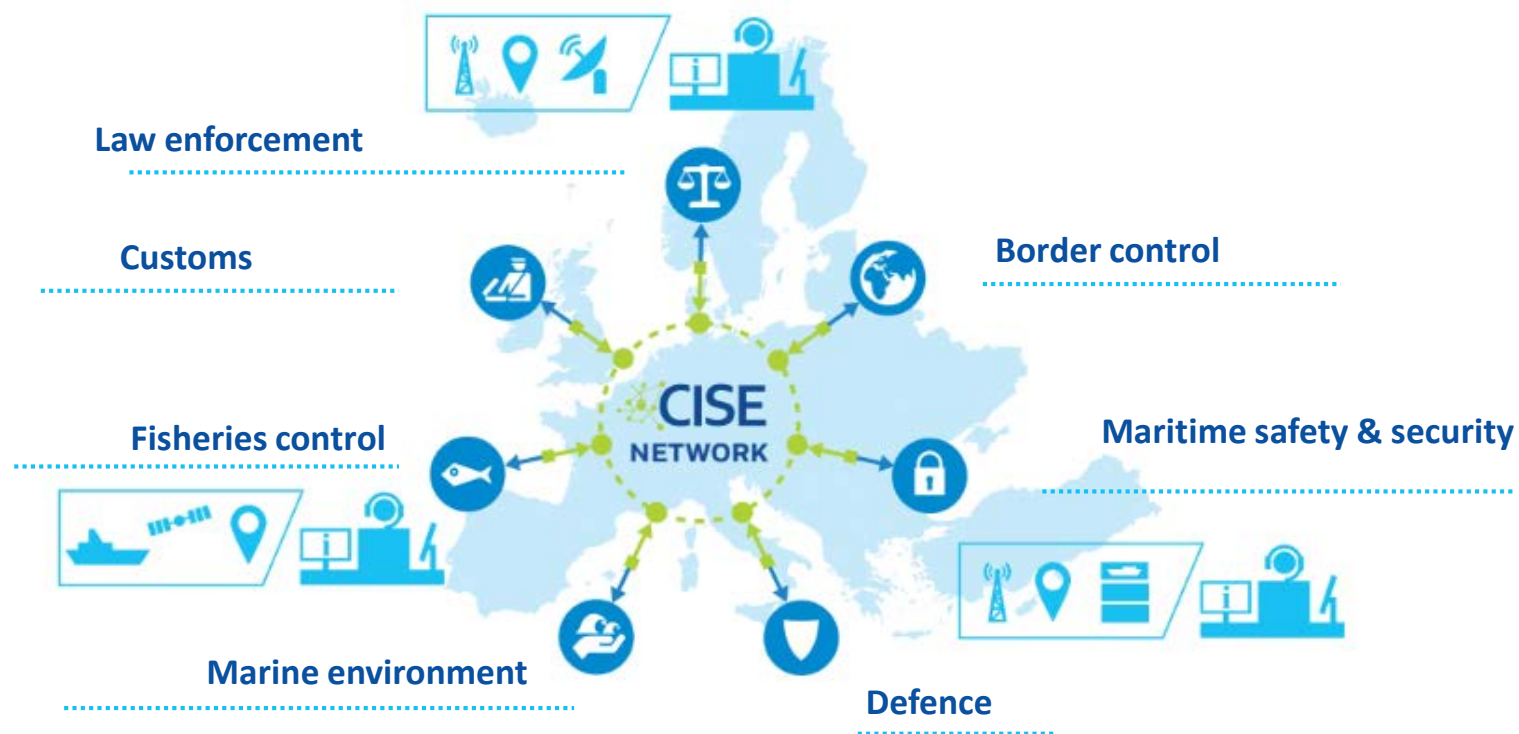 i
Law enforcement
Customs
Border control
CISE
NETWORK
Fisheries control
Maritime safety & security
i
i
Marine environment
Defence